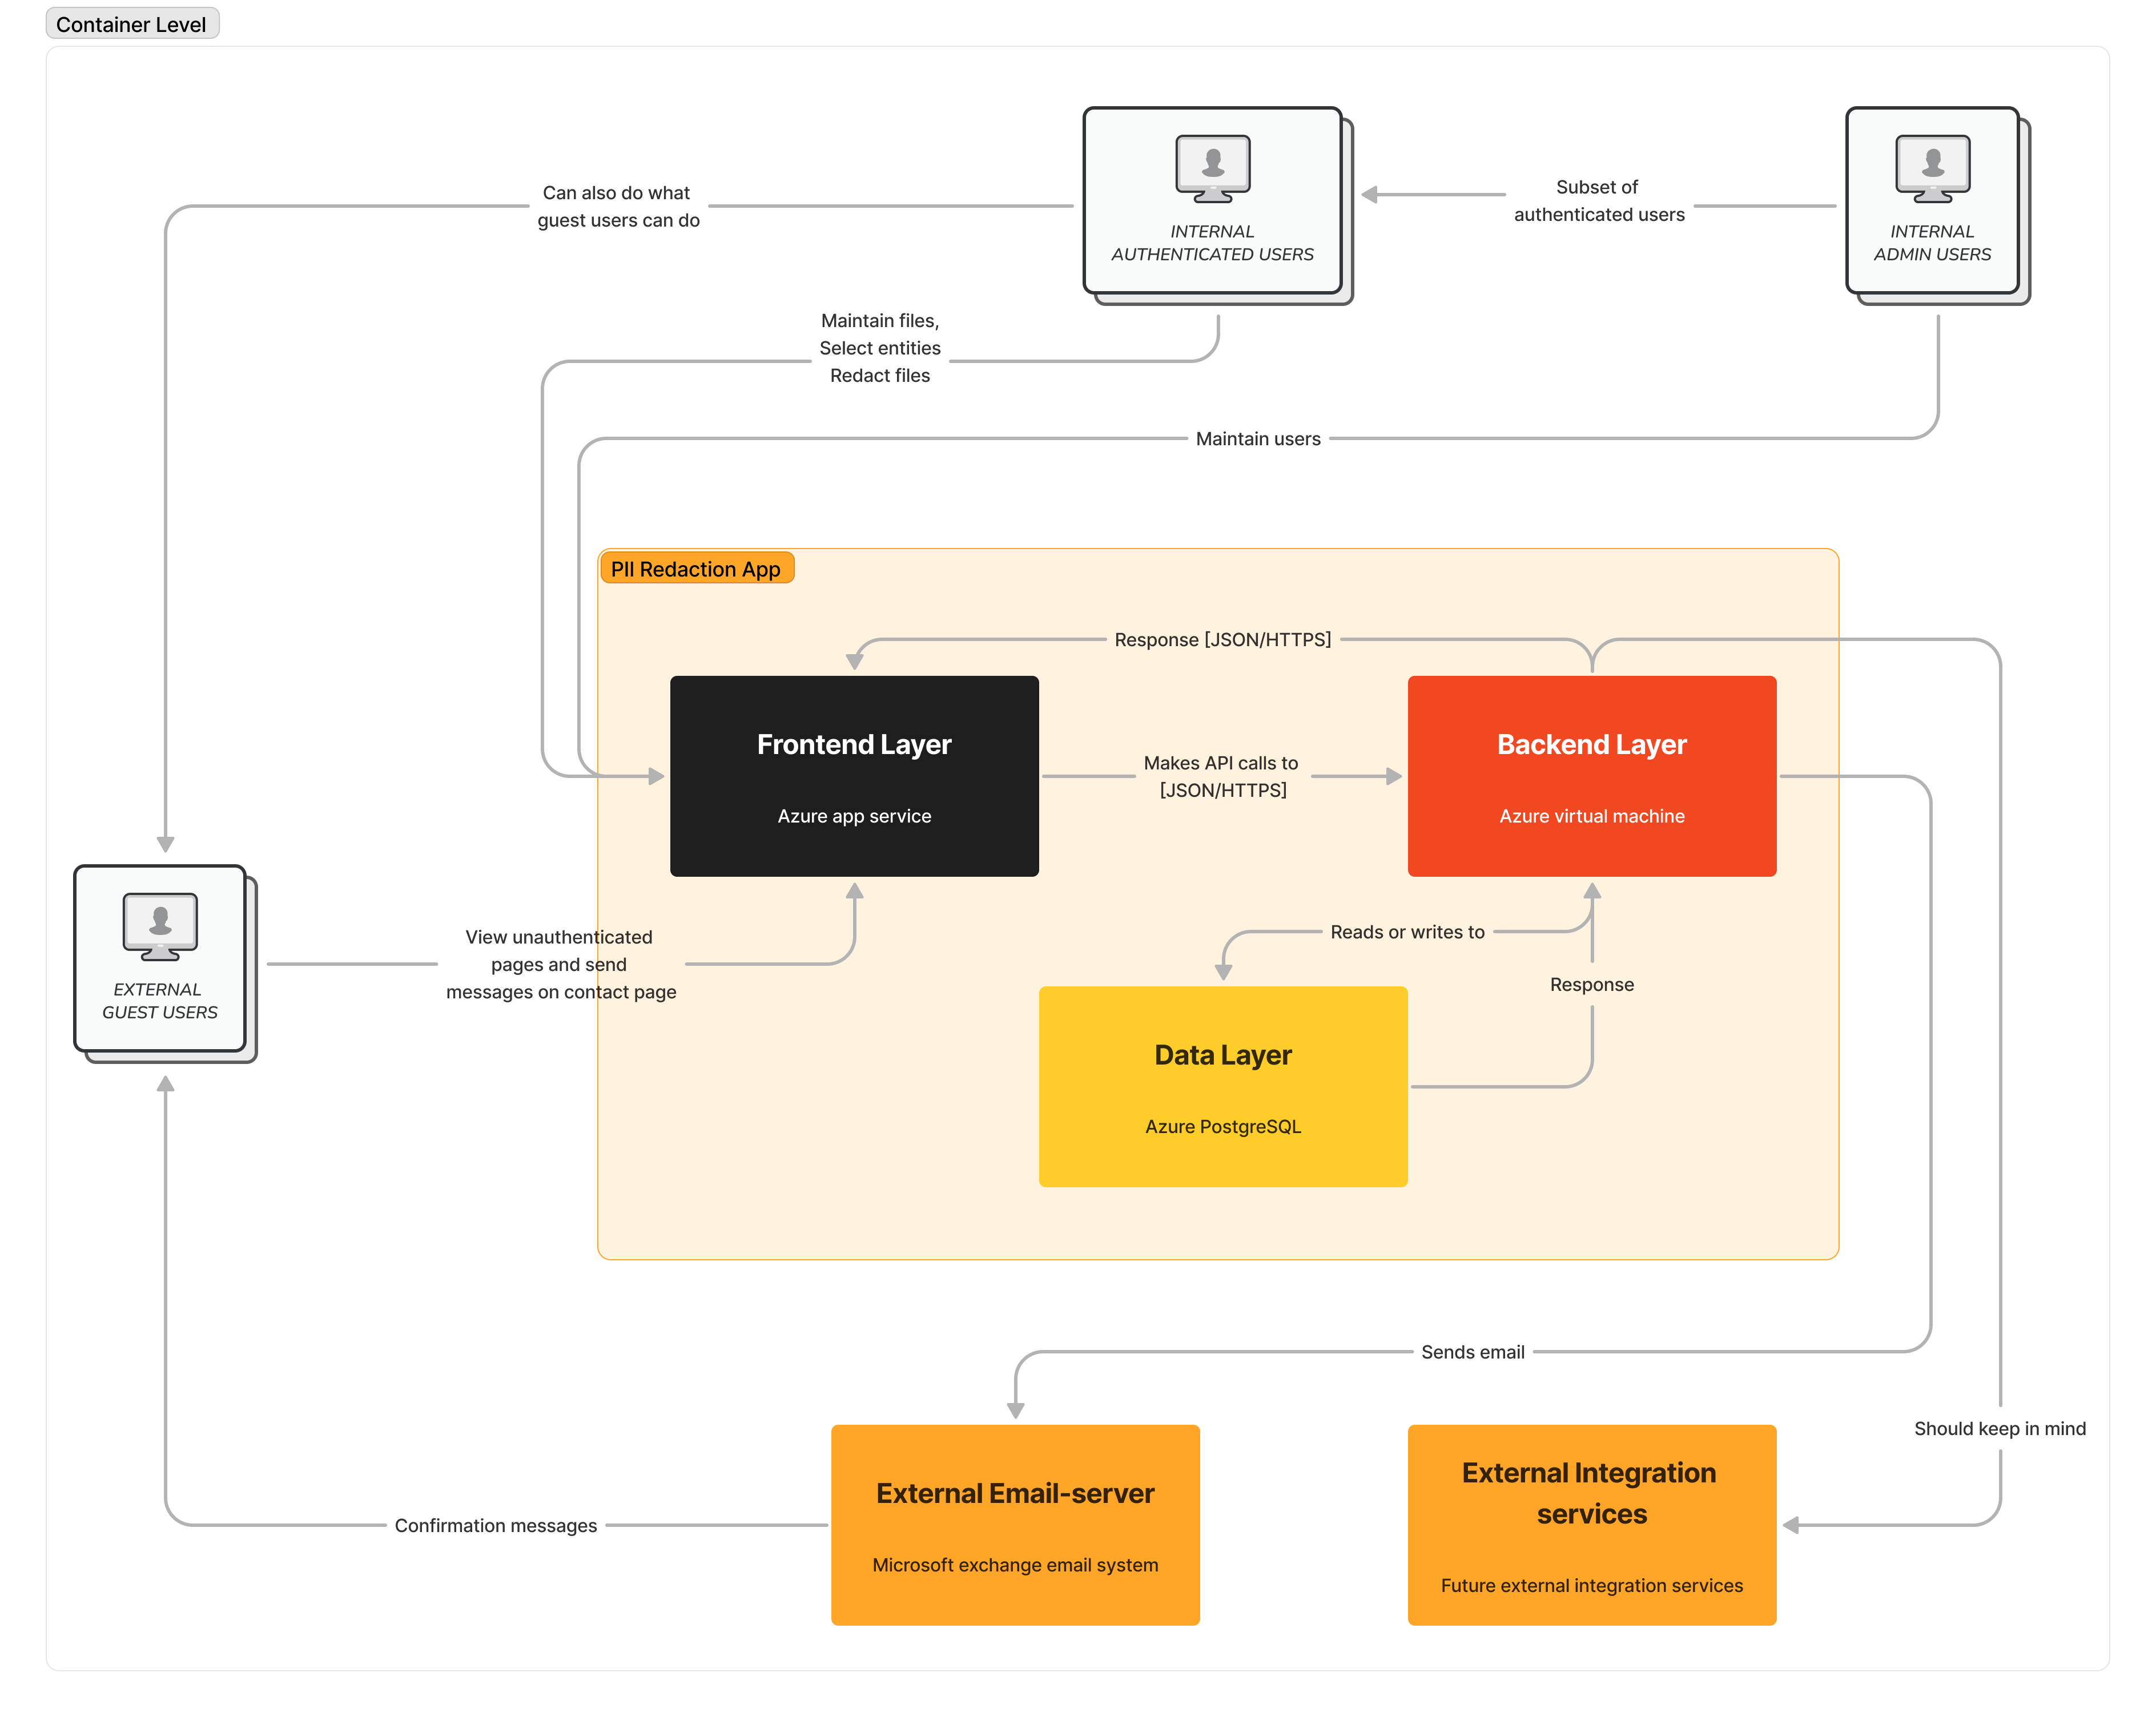 Container Level
INTERNAL
AUTHENTICATED USERS
INTERNAL
ADMIN USERS
Subset of
authenticated users
Can also do what
guest users can do
Maintain files,
Select entities
Redact files
Maintain users
PII Redaction App
Response [JSON/HTTPS]
Frontend Layer
Azure app service
Makes API calls to
[JSON/HTTPS]
Backend Layer
Azure virtual machine
EXTERNAL
GUEST USERS
View unauthenticated
pages and send
messages on contact page
Reads or writes to
Response
Data Layer
Azure PostgreSQL
Sends email
Should keep in mind
External Email-server
Microsoft exchange email system
External Integration
services
Future external integration services
Confirmation messages